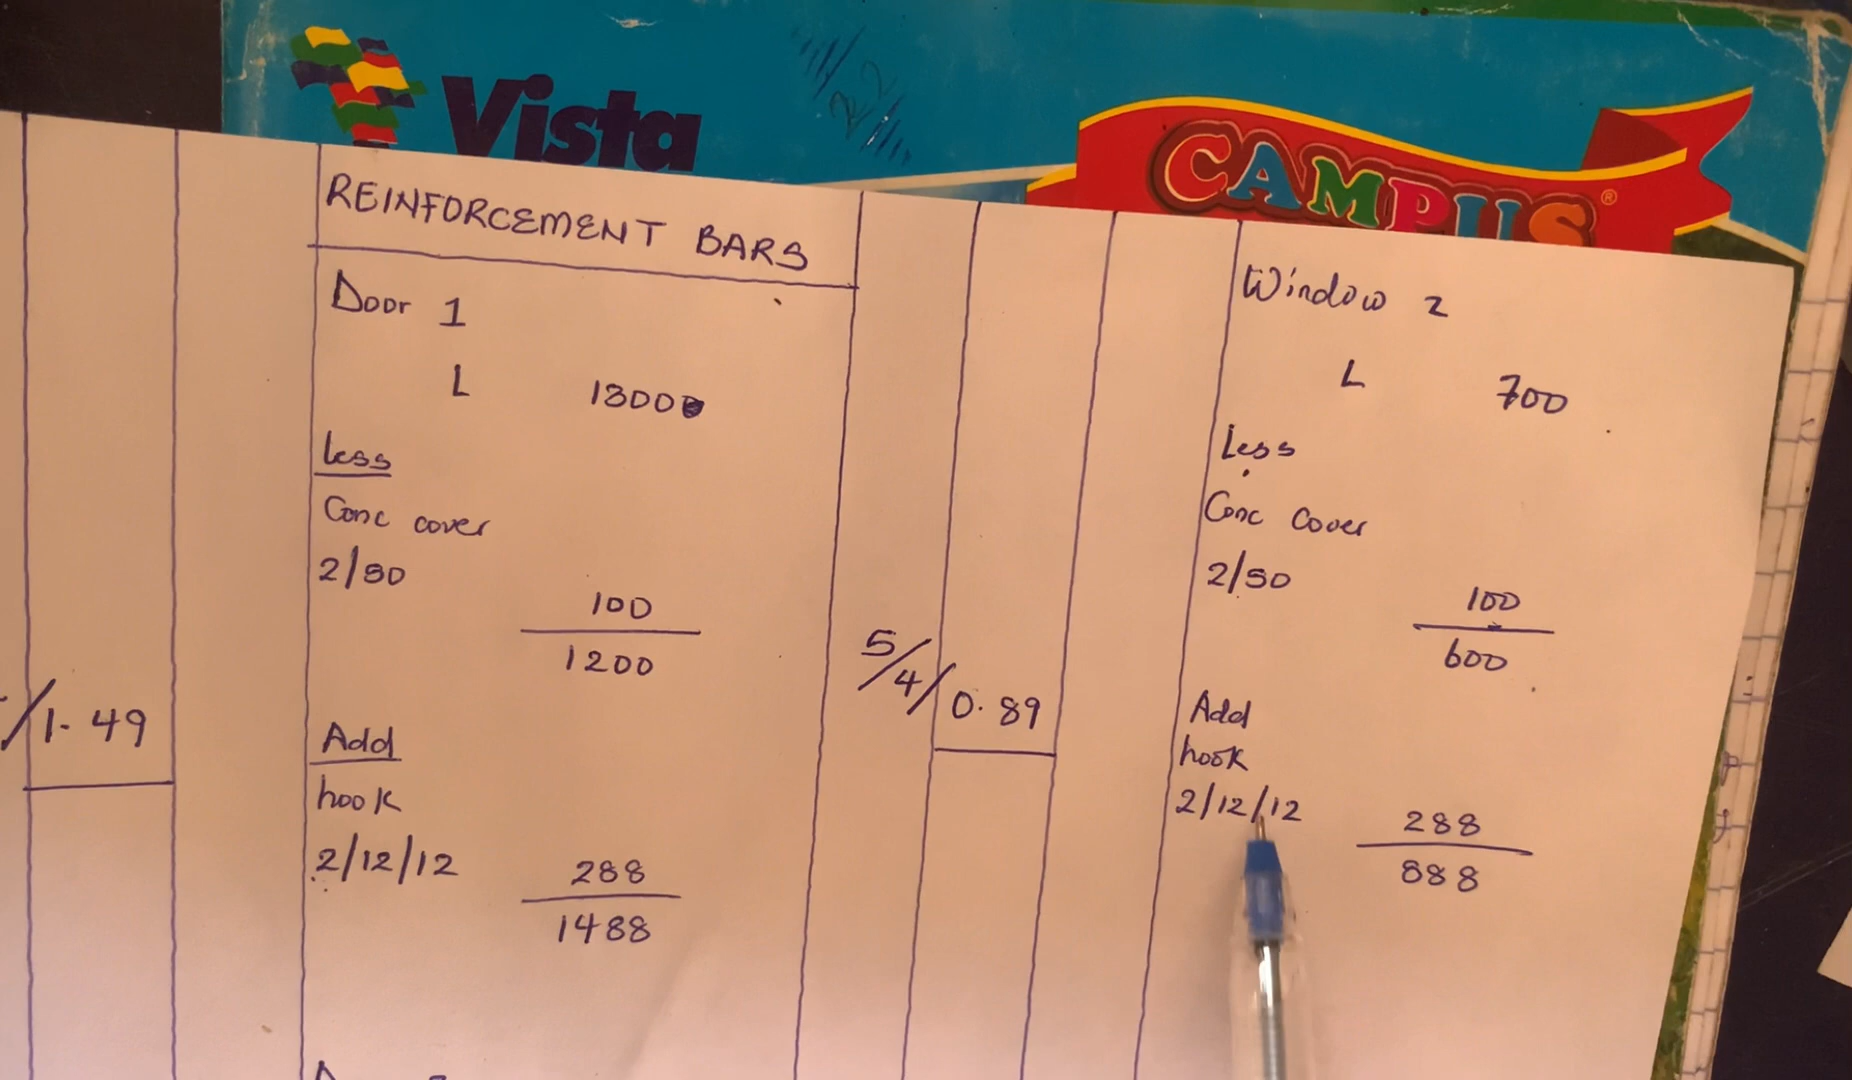 Vista
CAMPUS®
REINFORCEMENT BARS
Door 1
L 1300
Less
Conc cover
2/50
100
1200
/1.49
Add
hook
2/12/12 288
1488
Window 2
L 700
Less
Conc Cover
2/50
100
600
5/4/0.89
Add
hook
2/12/12 288
888